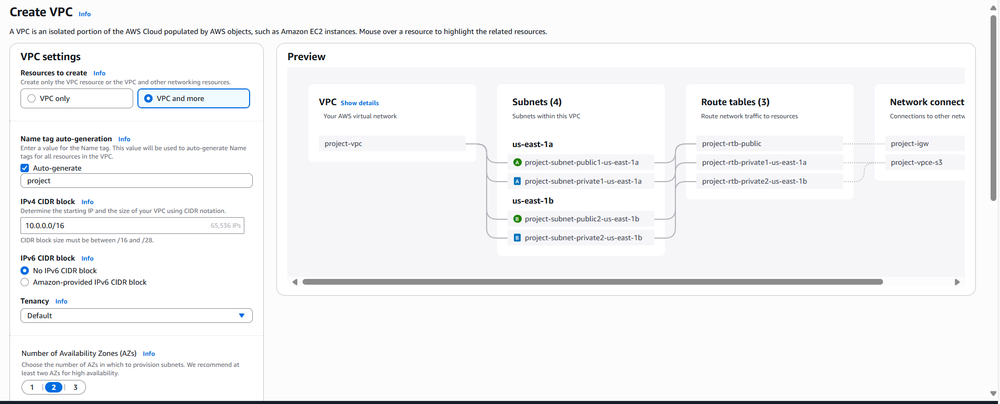 Create VPC Info
A VPC is an isolated portion of the AWS Cloud populated by AWS objects, such as Amazon EC2 instances. Mouse over a resource to highlight the related resources.
VPC settings
Resources to create Info
Create only the VPC resource or the VPC and other networking resources.
VPC only
VPC and more
Name tag auto-generation Info
Enter a value for the Name tag. This value will be used to auto-generate Name
tags for all resources in the VPC.
Auto-generate
project
IPv4 CIDR block Info
Determine the starting IP and the size of your VPC using CIDR notation.
10.0.0.0/16 65,536 IPs
CIDR block size must be between /16 and /28.
IPv6 CIDR block Info
No IPv6 CIDR block
Amazon-provided IPv6 CIDR block
Tenancy Info
Default
Number of Availability Zones (AZs) Info
Choose the number of AZs in which to provision subnets. We recommend at
least two AZs for high availability.
1 2 3
Preview
VPC Show details
Your AWS virtual network
project-vpc
Subnets (4)
Subnets within this VPC
us-east-1a
A project-subnet-public1-us-east-1a
A project-subnet-private1-us-east-1a
us-east-1b
B project-subnet-public2-us-east-1b
B project-subnet-private2-us-east-1b
Route tables (3)
Route network traffic to resources
project-rtb-public
project-rtb-private1-us-east-1a
project-rtb-private2-us-east-1b
Network connect
Connections to other netw
project-igw
project-vpce-s3